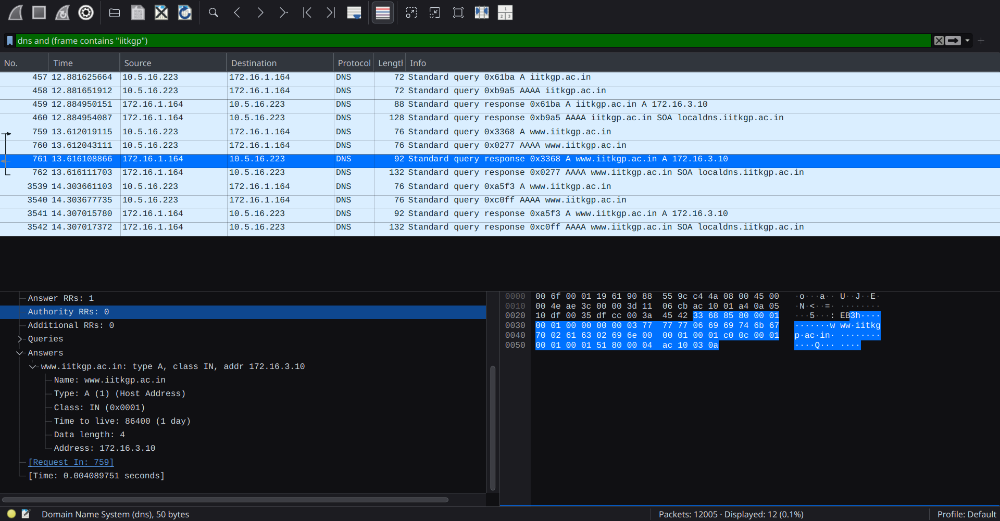 dns and (frame contains "iitkgp")
No. Time Source Destination Protocol Lengtl Info
457 12.881625664 10.5.16.223 172.16.1.164 DNS 72 Standard query 0x61ba A iitkgp.ac.in
458 12.881651912 10.5.16.223 172.16.1.164 DNS 72 Standard query 0xb9a5 AAAA iitkgp.ac.in
459 12.884950151 172.16.1.164 10.5.16.223 DNS 88 Standard query response 0x61ba A iitkgp.ac.in A 172.16.3.10
460 12.884954087 172.16.1.164 10.5.16.223 DNS 128 Standard query response 0xb9a5 AAAA iitkgp.ac.in SOA localdns.iitkgp.ac.in
759 13.612019115 10.5.16.223 172.16.1.164 DNS 76 Standard query 0x3368 A www.iitkgp.ac.in
760 13.612043111 10.5.16.223 172.16.1.164 DNS 76 Standard query 0x0277 AAAA www.iitkgp.ac.in
761 13.616108866 172.16.1.164 10.5.16.223 DNS 92 Standard query response 0x3368 A www.iitkgp.ac.in A 172.16.3.10
762 13.616111703 172.16.1.164 10.5.16.223 DNS 132 Standard query response 0x0277 AAAA www.iitkgp.ac.in SOA localdns.iitkgp.ac.in
3539 14.303661103 10.5.16.223 172.16.1.164 DNS 76 Standard query 0xa5f3 A www.iitkgp.ac.in
3540 14.303677735 10.5.16.223 172.16.1.164 DNS 76 Standard query 0xc0ff AAAA www.iitkgp.ac.in
3541 14.307015780 172.16.1.164 10.5.16.223 DNS 92 Standard query response 0xa5f3 A www.iitkgp.ac.in A 172.16.3.10
3542 14.307017372 172.16.1.164 10.5.16.223 DNS 132 Standard query response 0xc0ff AAAA www.iitkgp.ac.in SOA localdns.iitkgp.ac.in
Answer RRs: 1
Authority RRs: 0
Additional RRs: 0
Queries
Answers
www.iitkgp.ac.in: type A, class IN, addr 172.16.3.10
Name: www.iitkgp.ac.in
Type: A (1) (Host Address)
Class: IN (0x0001)
Time to live: 86400 (1 day)
Data length: 4
Address: 172.16.3.10
[Request In: 759]
[Time: 0.004089751 seconds]
0000 00 6f 00 01 19 61 90 88 55 9c c4 4a 08 00 45 00 ·o···a·· U··J··E·
0010 00 4e ae 3c 00 00 3d 11 06 cb ac 10 01 a4 0a 05 ·N·<··=· ········
0020 10 df 00 35 df cc 00 3a 45 42 33 68 85 80 00 01 ···5···: EB3h····
0030 00 01 00 00 00 00 03 77 77 77 06 69 69 74 6b 67 ·······w ww·iitkg
0040 70 02 61 63 02 69 6e 00 00 01 00 01 c0 0c 00 01 p·ac·in· ········
0050 00 01 00 01 51 80 00 04 ac 10 03 0a ····Q··· ····
Domain Name System (dns), 50 bytes
Packets: 12005 · Displayed: 12 (0.1%)
Profile: Default